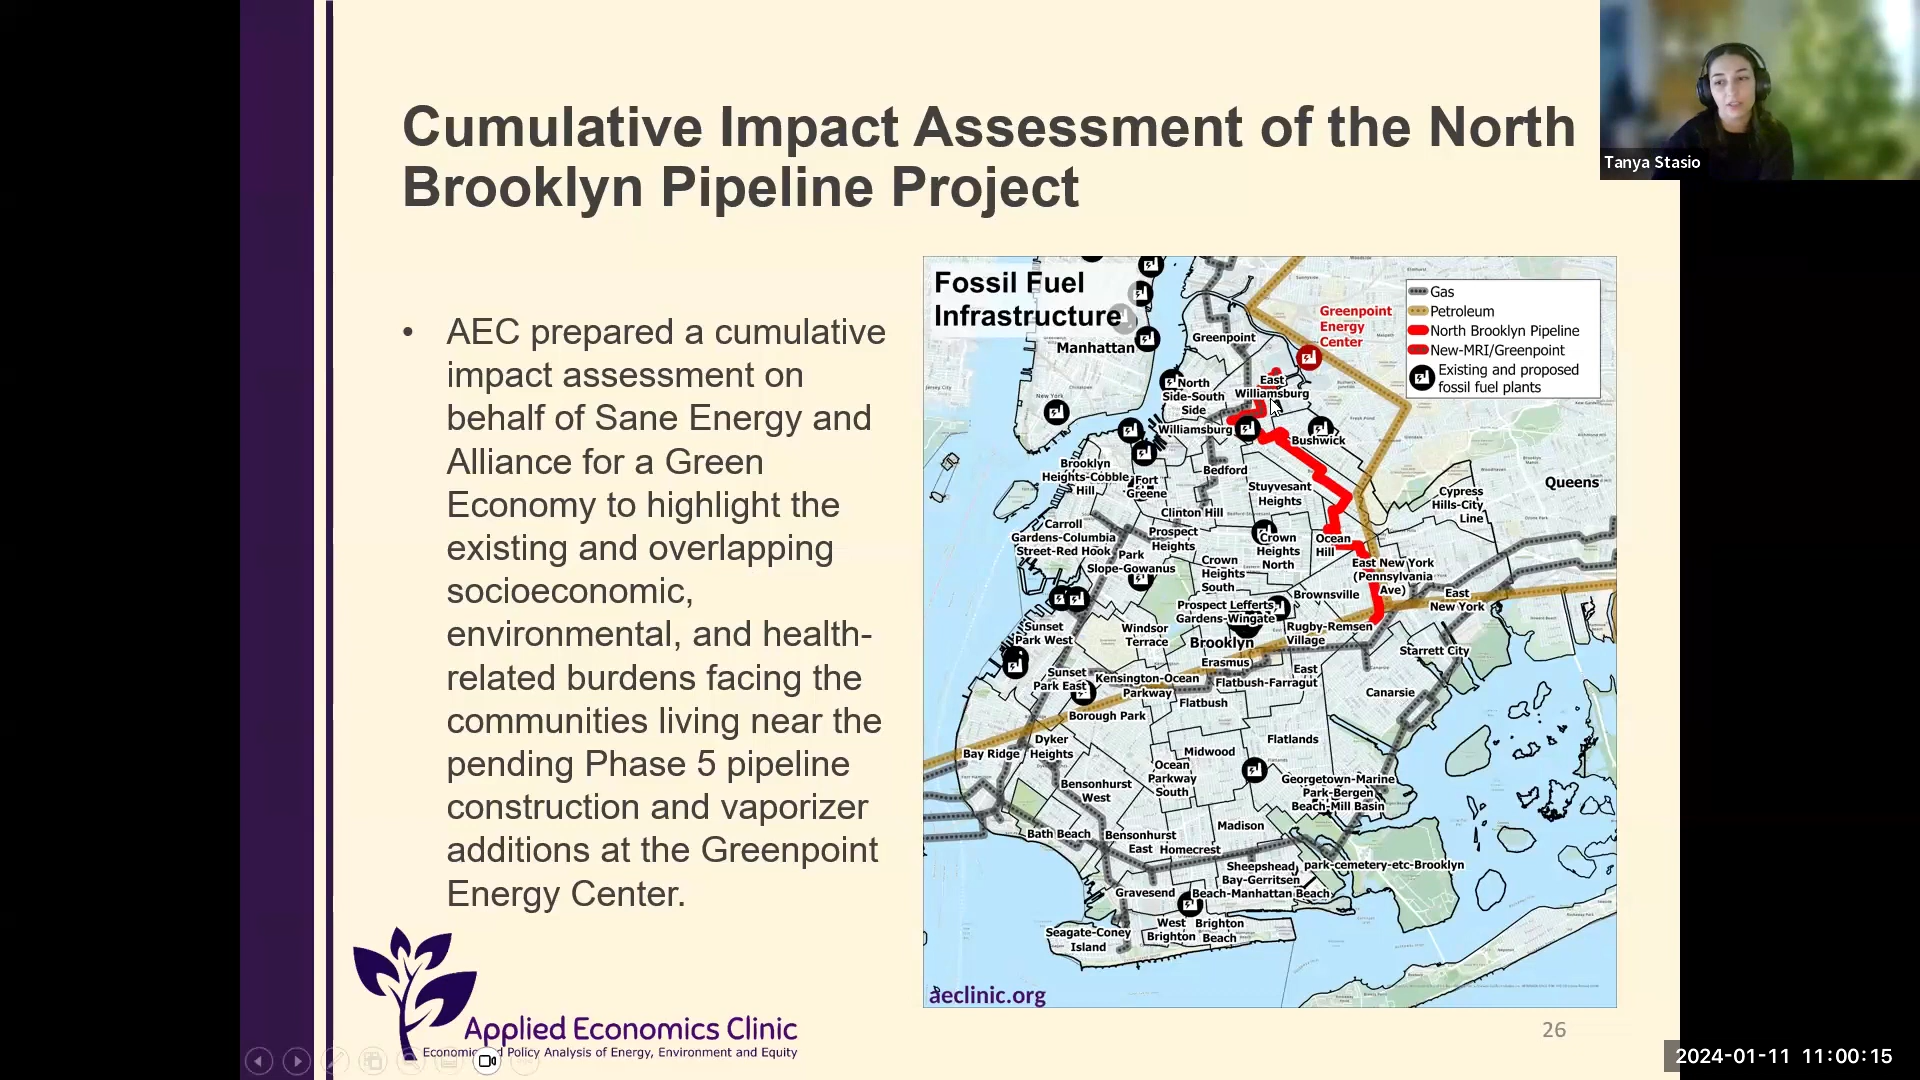 Cumulative Impact Assessment of the North
Brooklyn Pipeline Project
Tanya Stasio
• AEC prepared a cumulative
impact assessment on
behalf of Sane Energy and
Alliance for a Green
Economy to highlight the
existing and overlapping
socioeconomic,
environmental, and health-
related burdens facing the
communities living near the
pending Phase 5 pipeline
construction and vaporizer
additions at the Greenpoint
Energy Center.
Fossil Fuel
Infrastructure
Gas
Petroleum
North Brooklyn Pipeline
New-MRI/Greenpoint
Existing and proposed
fossil fuel plants
Greenpoint
Energy
Center
Manhattan
Greenpoint
North
Side-South
Side
East
Williamsburg
Williamsburg
Bushwick
Brooklyn
Heights-Cobble
Hill
Fort
Greene
Bedford
Stuyvesant
Heights
Clinton Hill
Cypress
Hills-City
Line
Queens
Carroll
Gardens-Columbia
Street-Red Hook
Prospect
Heights
Park
Slope-Gowanus
Crown
Heights
North
Ocean
Hill
Crown
Heights
South
East New York
(Pennsylvania
Ave)
East
New York
Brownsville
Prospect Lefferts
Gardens-Wingate
Sunset
Park West
Windsor
Terrace
Brooklyn
Rugby-Remsen
Village
Starrett City
Erasmus
East
Flatbush-Farragut
Sunset
Park East
Kensington-Ocean
Parkway
Flatbush
Canarsie
Borough Park
Dyker
Heights
Bay Ridge
Midwood
Flatlands
Ocean
Parkway
South
Bensonhurst
West
Georgetown-Marine
Park-Bergen
Beach-Mill Basin
Madison
Bath Beach
Bensonhurst
East
Homecrest
Sheepshead
Bay-Gerritsen
Beach-Manhattan Beach
park-cemetery-etc-Brooklyn
Gravesend
West
Brighton
Brighton
Beach
Seagate-Coney
Island
aeclinic.org
Applied Economics Clinic
Policy Analysis of Energy, Environment and Equity
26
2024-01-11 11:00:15